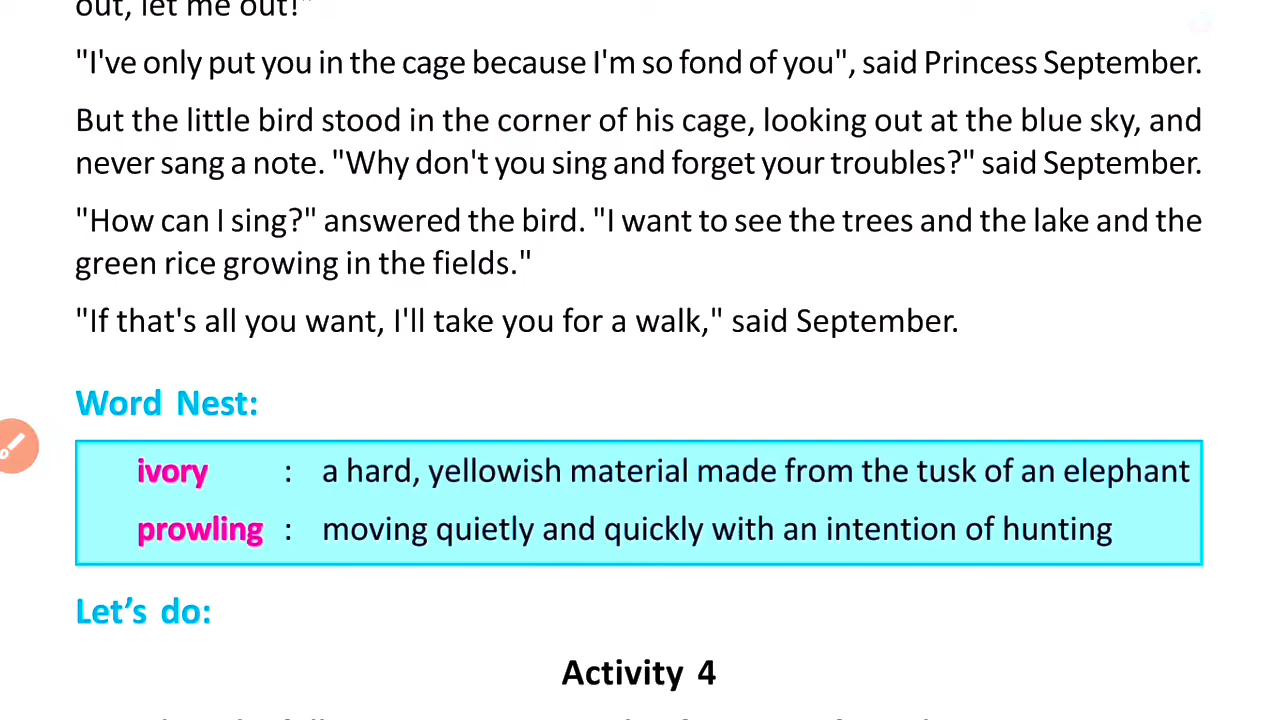 out, let me out!"
"I've only put you in the cage because I'm so fond of you", said Princess September.
But the little bird stood in the corner of his cage, looking out at the blue sky, and
never sang a note. "Why don't you sing and forget your troubles?" said September.
"How can I sing?" answered the bird. "I want to see the trees and the lake and the
green rice growing in the fields."
"If that's all you want, I'll take you for a walk," said September.
Word Nest:
ivory : a hard, yellowish material made from the tusk of an elephant
prowling : moving quietly and quickly with an intention of hunting
Let's do:
Activity 4